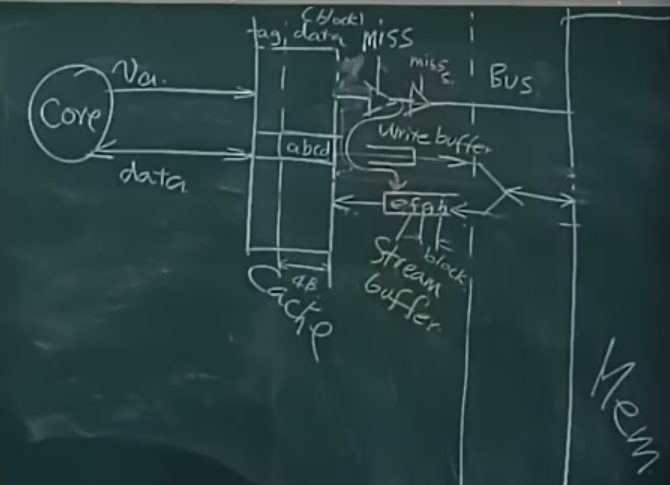 (block)
tag, data MISS
miss
Va.
BUS
Core
Write buffer
abcd
data
efgh
block
Stream
buffer
4B
Cache
Mem